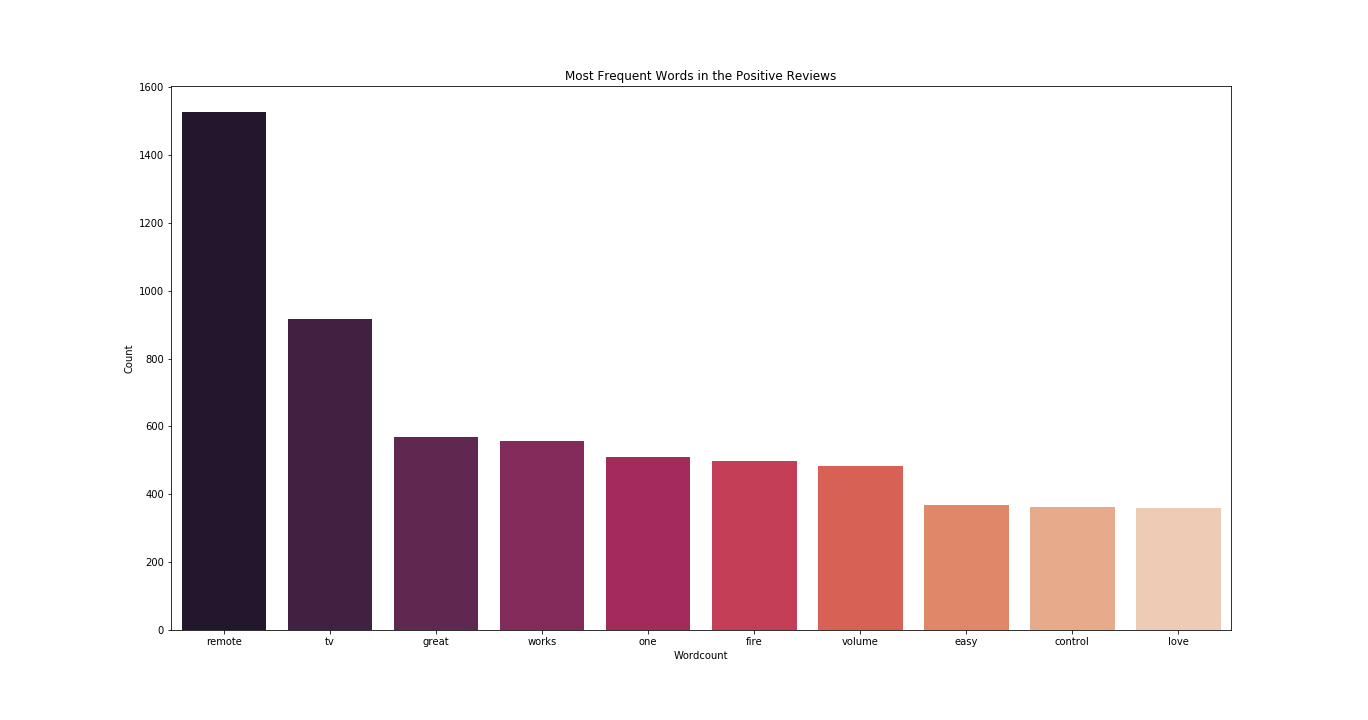 Most Frequent Words in the Positive Reviews
1600
1400
1200
1000
800
600
400
200
0
Count
remote tv great works one fire volume easy control love
Wordcount